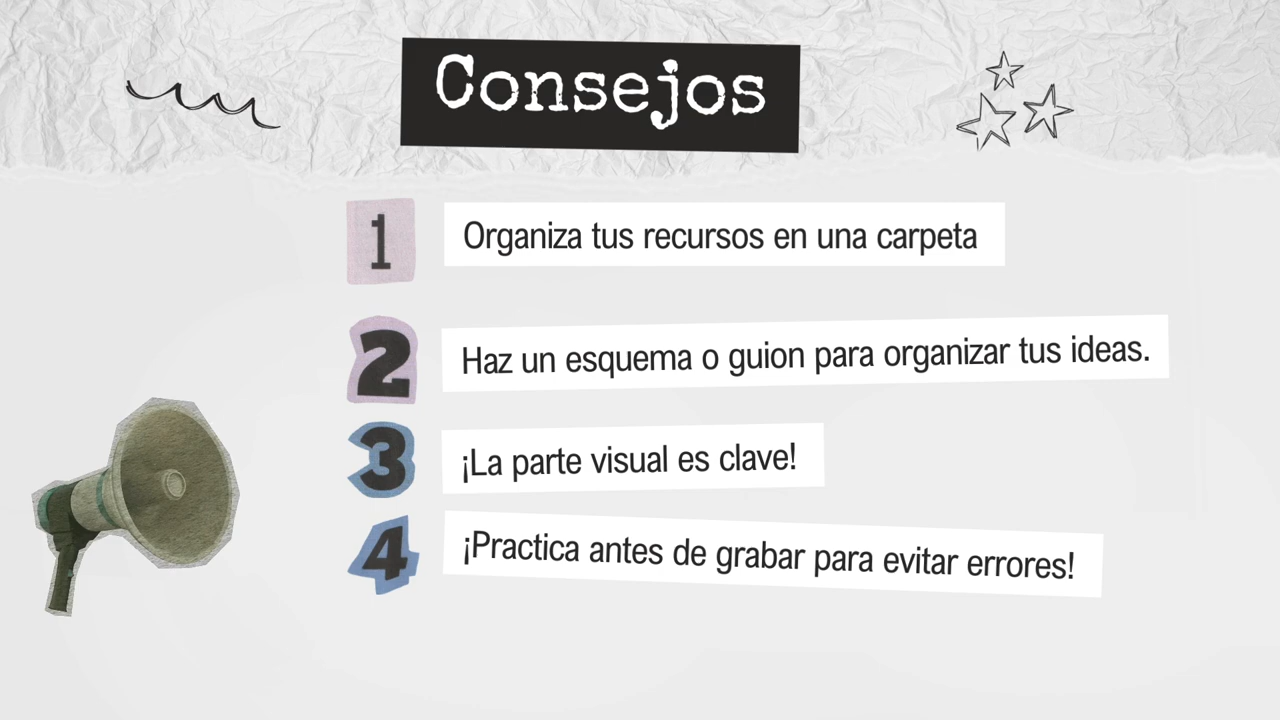 Consejos
1 Organiza tus recursos en una carpeta
2 Haz un esquema o guion para organizar tus ideas.
3 ¡La parte visual es clave!
4 ¡Practica antes de grabar para evitar errores!